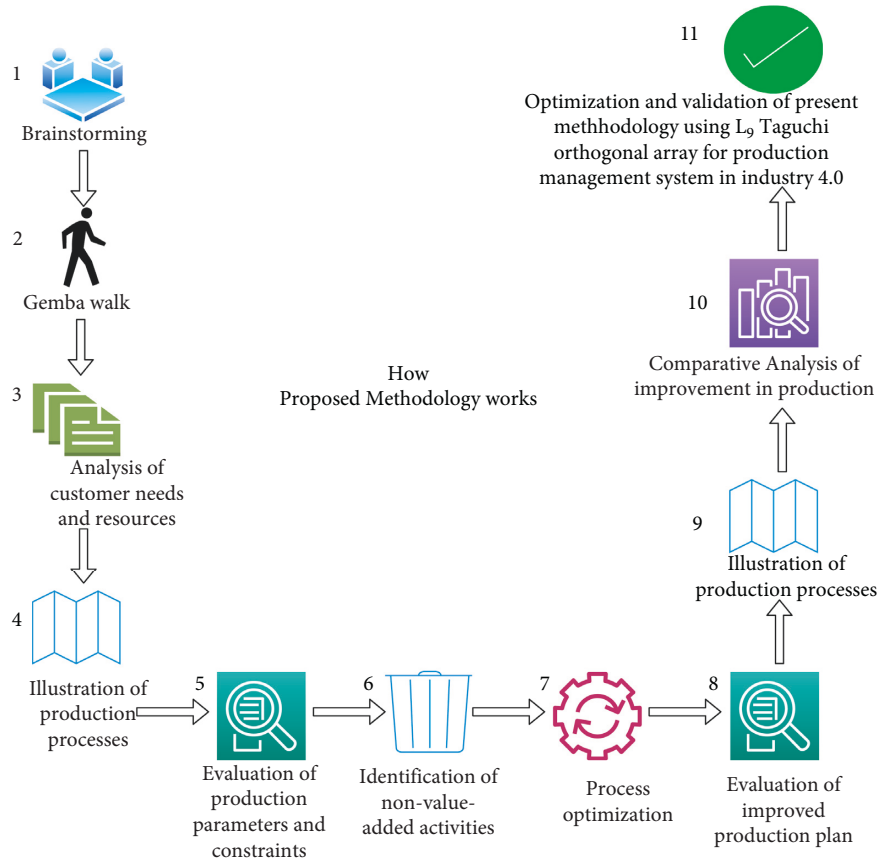 1
Brainstorming
2
Gemba walk
3
Analysis of
customer needs
and resources
4
Illustration of
production
processes
5
Evaluation of
production
parameters and
constraints
6
Identification of
non-value-
added activities
7
Process
optimization
8
Evaluation of
improved
production plan
9
Illustration of
production processes
10
Comparative Analysis of
improvement in production
11
Optimization and validation of present
methhodology using L₉ Taguchi
orthogonal array for production
management system in industry 4.0
How
Proposed Methodology works